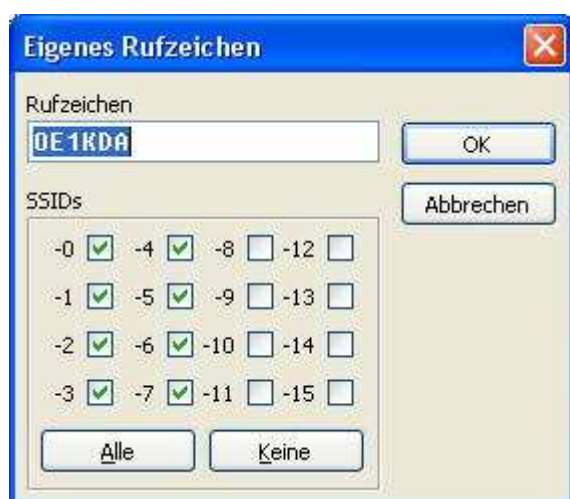 Eigenes Rufzeichen
Rufzeichen
OE1KDA
OK
SSIDs
Abbrechen
-0 -4 -8 -12
-1 -5 -9 -13
-2 -6 -10 -14
-3 -7 -11 -15
Alle Keine